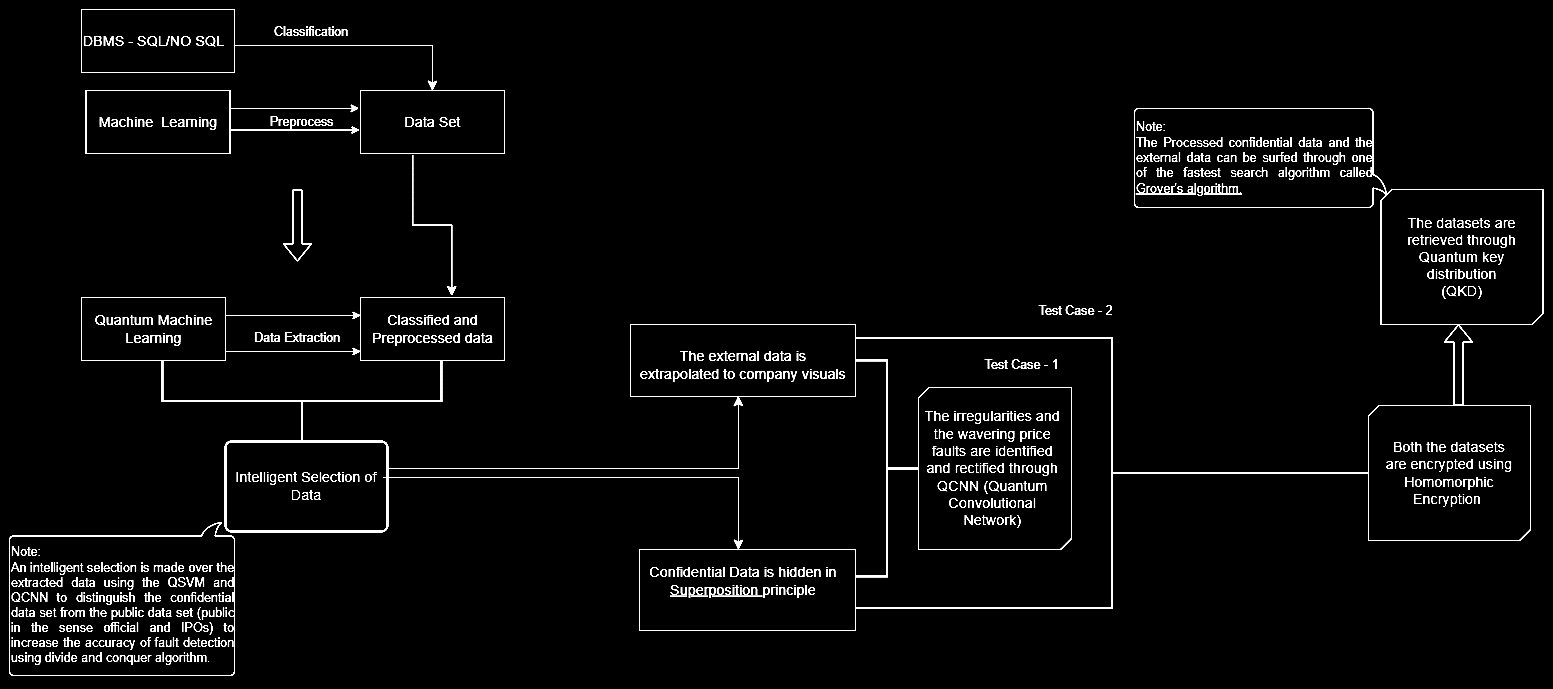 DBMS - SQL/NO SQL
Classification
Machine Learning
Preprocess
Data Set
Note:
The Processed confidential data and the
external data can be surfed through one
of the fastest search algorithm called
Grover's algorithm.
The datasets are
retrieved through
Quantum key
distribution
(QKD)
Quantum Machine
Learning
Data Extraction
Classified and
Preprocessed data
Test Case - 2
The external data is
extrapolated to company visuals
Test Case - 1
The irregularities and
the wavering price
faults are identified
and rectified through
QCNN (Quantum
Convolutional
Network)
Both the datasets
are encrypted using
Homomorphic
Encryption
Intelligent Selection of
Data
Note:
An intelligent selection is made over the
extracted data using the QSVM and
QCNN to distinguish the confidential
data set from the public data set (public
in the sense official and IPOs) to
increase the accuracy of fault detection
using divide and conquer algorithm.
Confidential Data is hidden in
Superposition principle